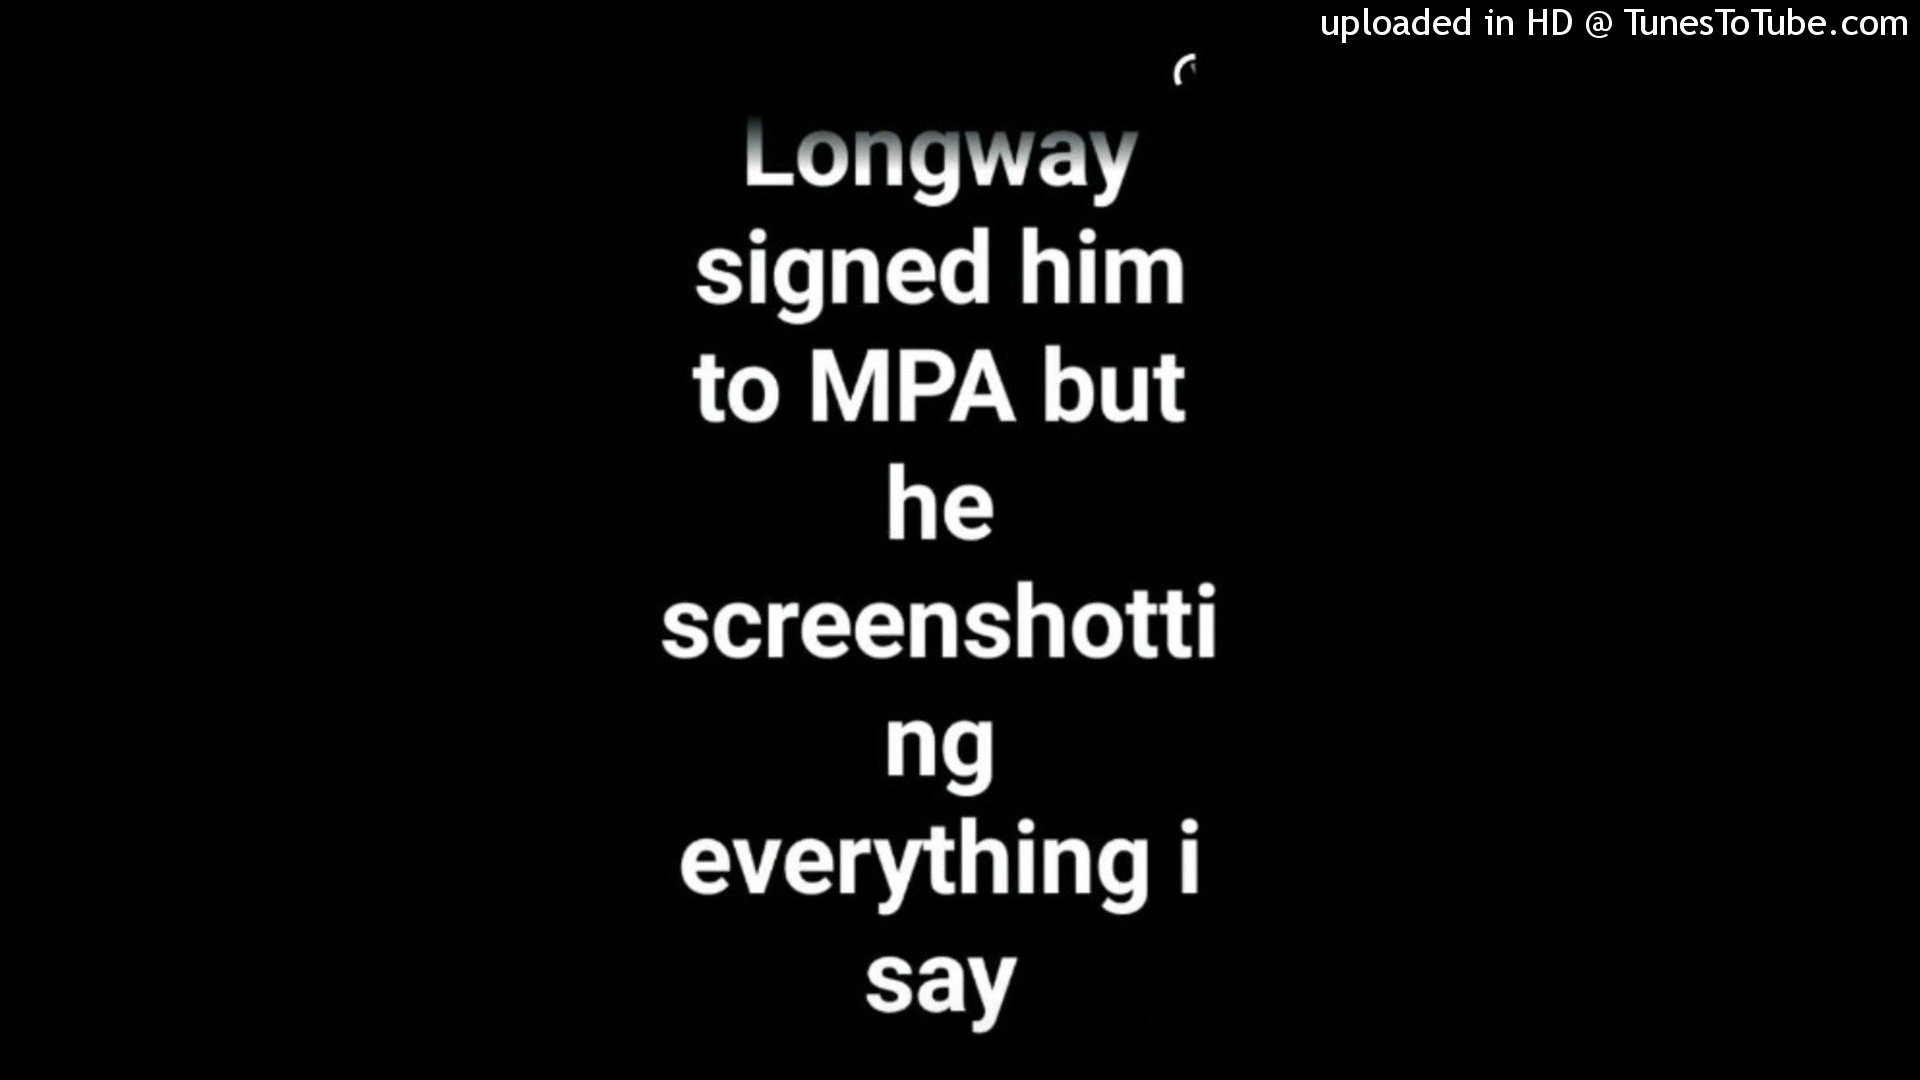 uploaded in HD @ TunesToTube.com
Longway
signed him
to MPA but
he
screenshotti
ng
everything i
say